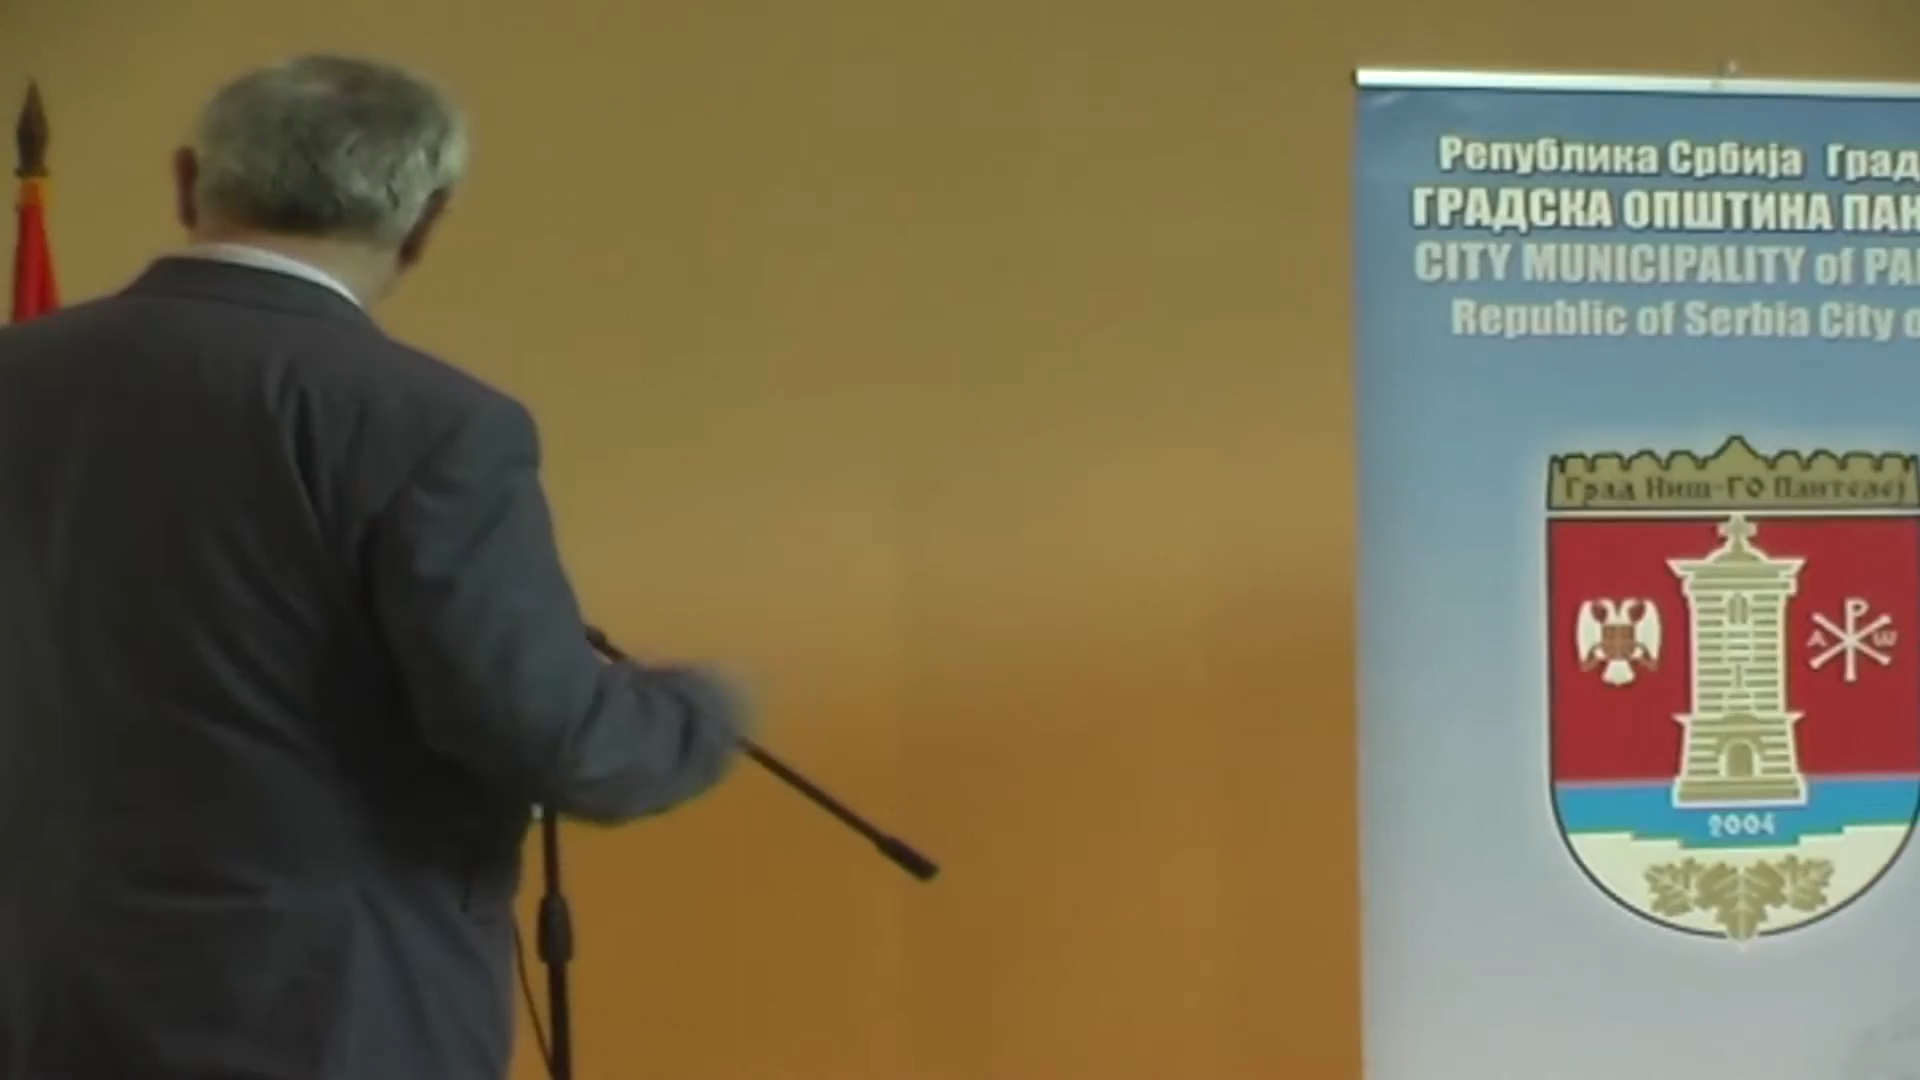 Република Србија Град
ГРАДСКА ОПШТИНА ПАН
CITY MUNICIPALITY of PA
Republic of Serbia City o
Град Ниш-ГО Пантелеј
А Р ω
2004